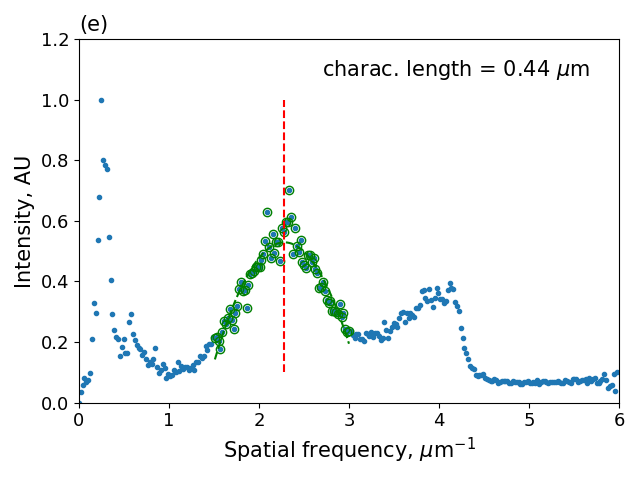 (e)
charac. length = 0.44 μm
Intensity, AU
1.2
1.0
0.8
0.6
0.4
0.2
0.0
0 1 2 3 4 5 6
Spatial frequency, μm⁻¹